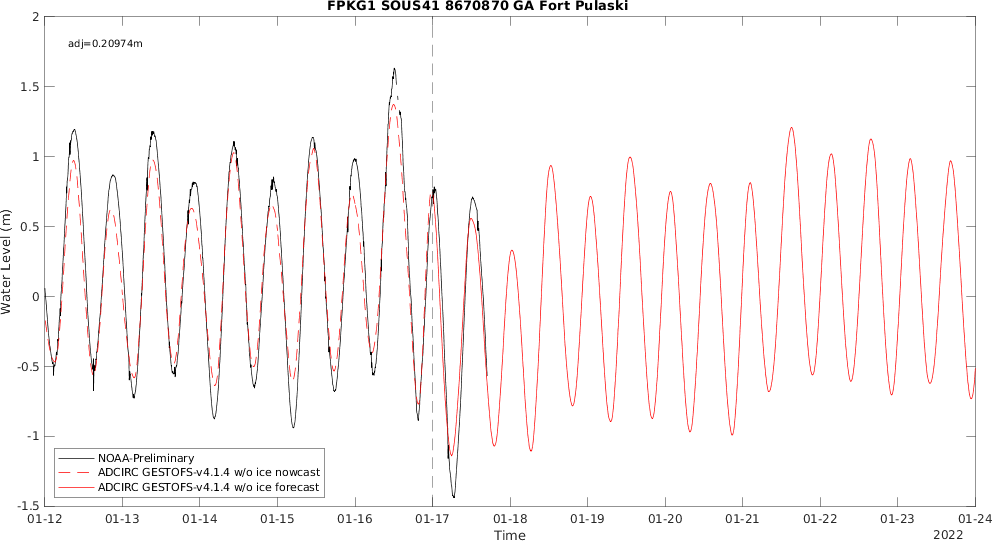 FPKG1 SOUS41 8670870 GA Fort Pulaski
adj=0.20974m
2
1.5
1
0.5
0
-0.5
-1
-1.5
Water Level (m)
NOAA-Preliminary
ADCIRC GESTOFS-v4.1.4 w/o ice nowcast
ADCIRC GESTOFS-v4.1.4 w/o ice forecast
01-12 01-13 01-14 01-15 01-16 01-17 01-18 01-19 01-20 01-21 01-22 01-23 01-24
Time
2022